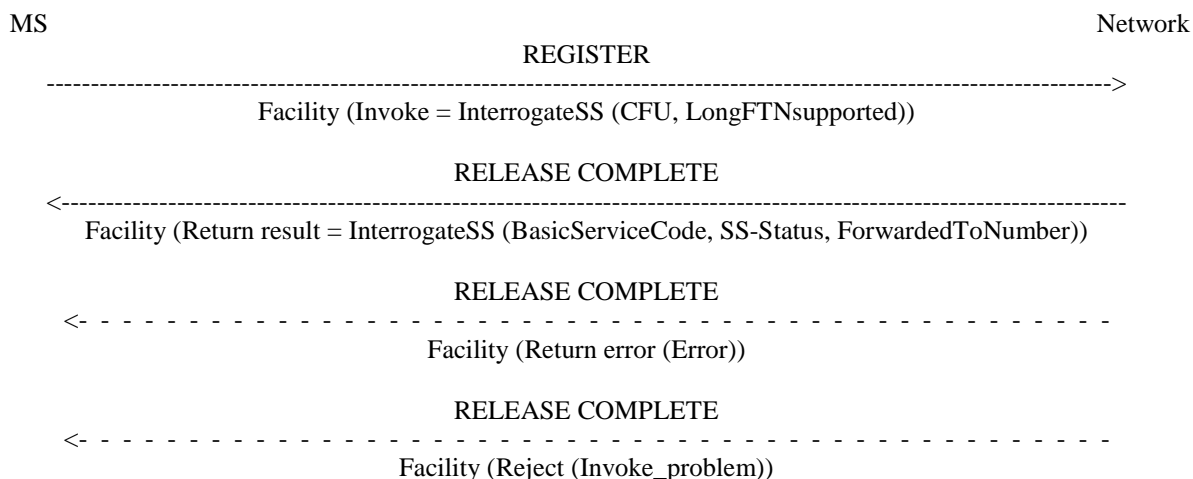 MS Network
REGISTER
Facility (Invoke = InterrogateSS (CFU, LongFTNsupported))
RELEASE COMPLETE
Facility (Return result = InterrogateSS (BasicServiceCode, SS-Status, ForwardedToNumber))
RELEASE COMPLETE
Facility (Return error (Error))
RELEASE COMPLETE
Facility (Reject (Invoke_problem))